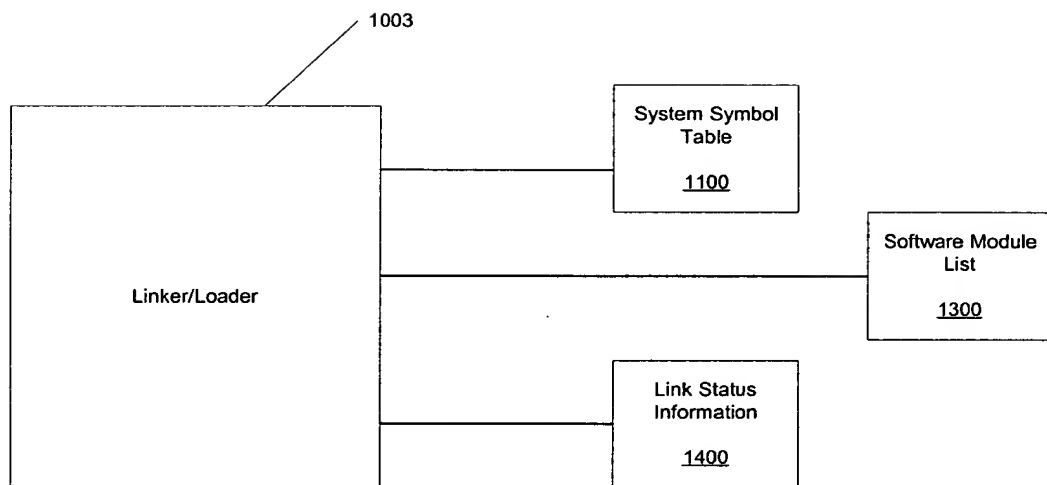 1003
System Symbol
Table
1100
Software Module
List
1300
Linker/Loader
Link Status
Information
1400